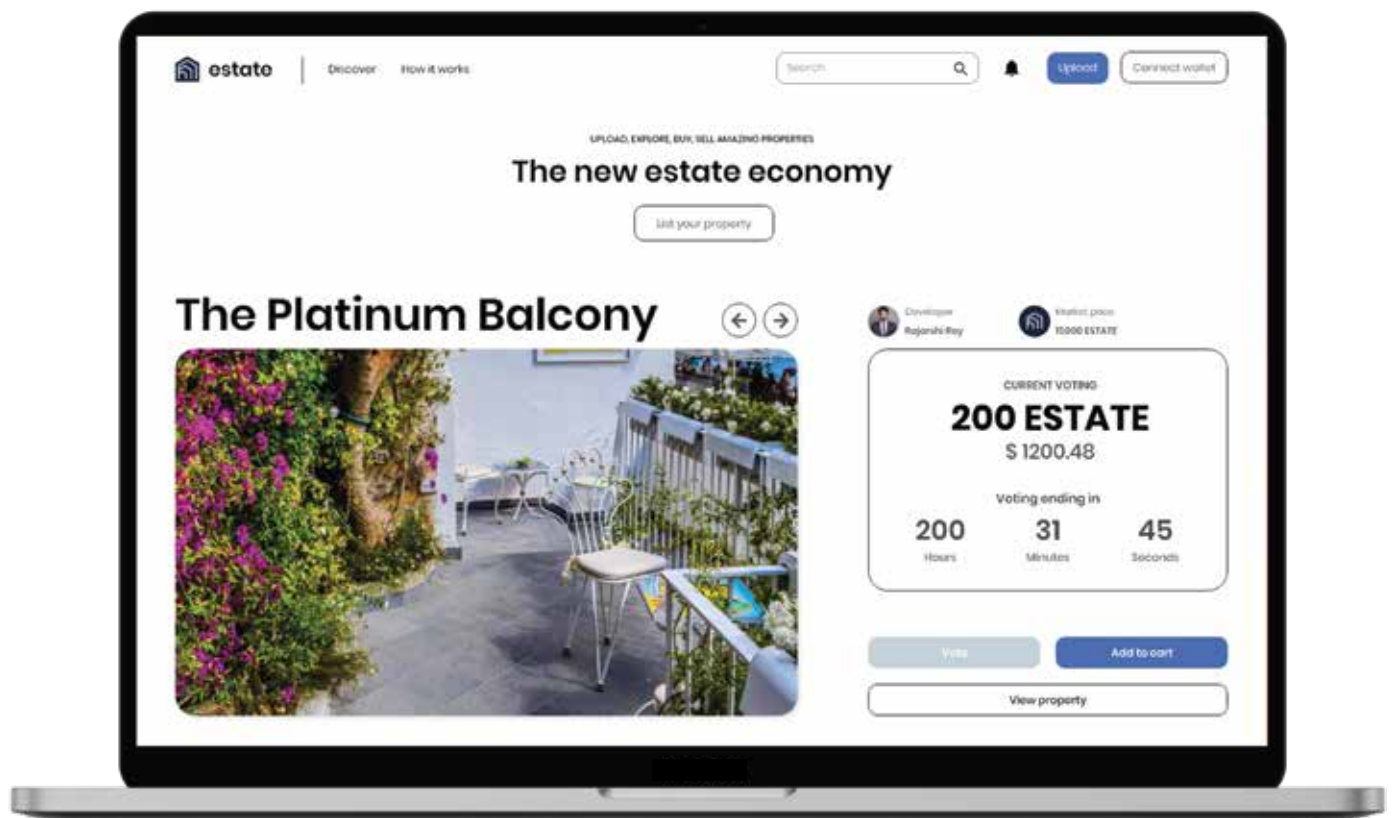 estate
Discover
How it works
Search
Upload
Connect wallet
UPLOAD, EXPLORE, BUY, SELL AMAZING PROPERTIES
The new estate economy
List your property
The Platinum Balcony
Developer
Rajarshi Roy
10000 ESTATE
CURRENT VOTING
200 ESTATE
$ 1200.48
Voting ending in
200
31
45
Hours
Minutes
Seconds
Vote
Add to cart
View property